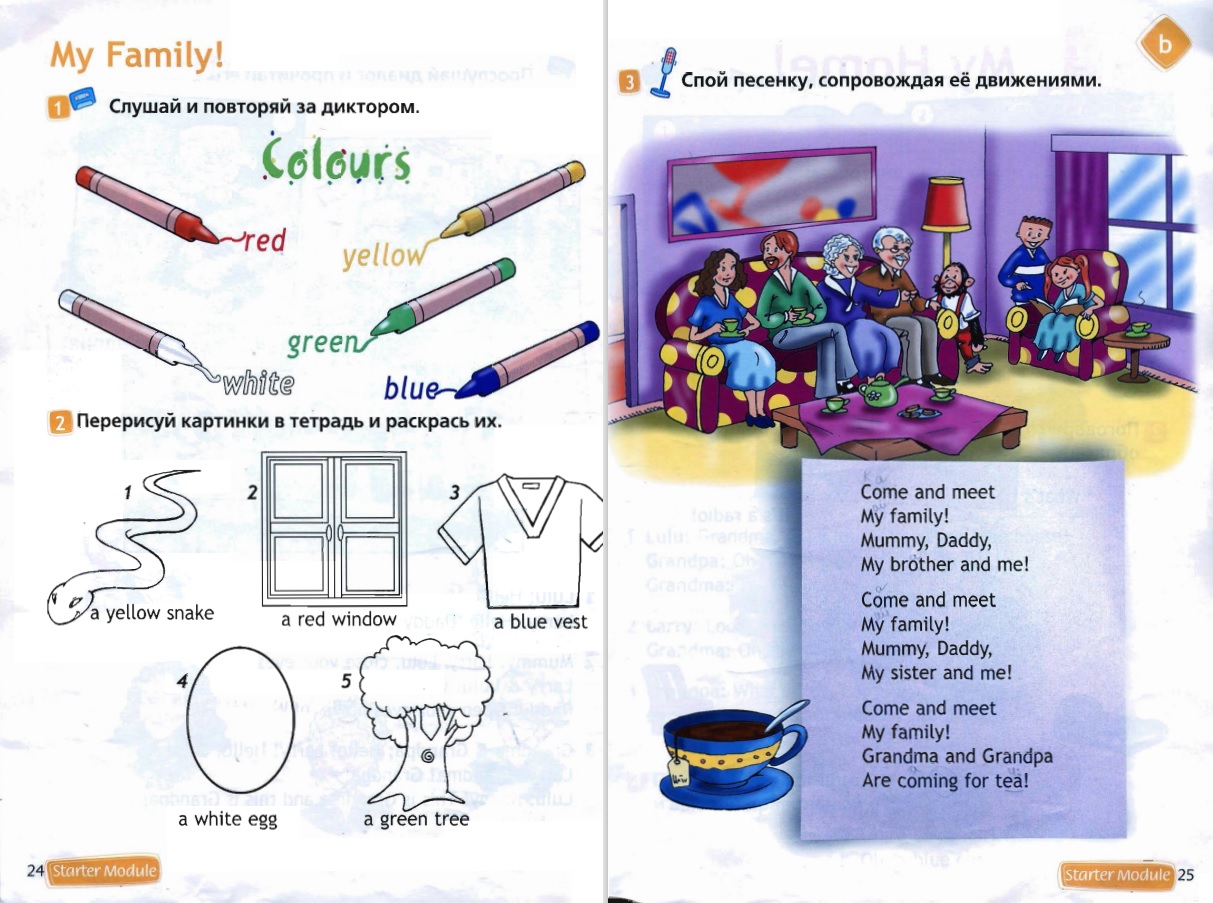 My Family!
1 Слушай и повторяй за диктором.
Colours
red
yellow
green
white
blue
2 Перерисуй картинки в тетрадь и раскрась их.
1
a yellow snake
2
a red window
3
a blue vest
4
a white egg
5
a green tree
24 Starter Module
b
3 Спой песенку, сопровождая её движениями.
Come and meet
My family!
Mummy, Daddy,
My brother and me!
Come and meet
My family!
Mummy, Daddy,
My sister and me!
Come and meet
My family!
Grandma and Grandpa
Are coming for tea!
Starter Module 25